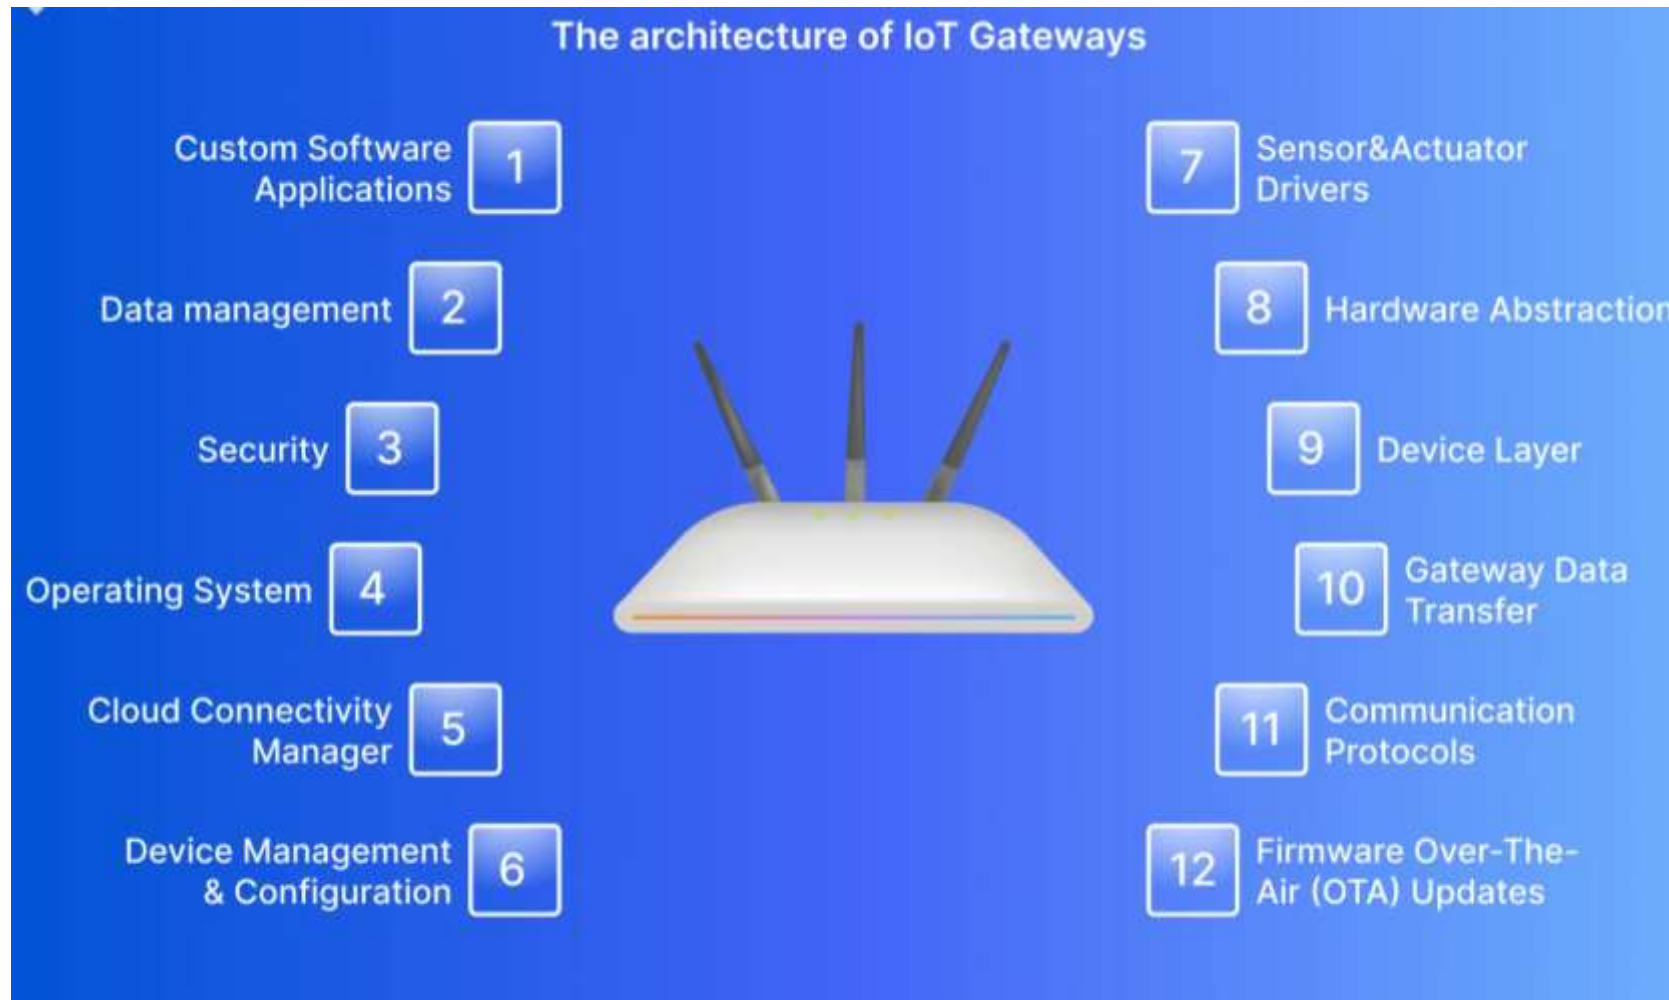 The architecture of IoT Gateways
1
Custom Software
Applications
2
Data management
3
Security
4
Operating System
5
Cloud Connectivity
Manager
6
Device Management
& Configuration
7
Sensor&Actuator
Drivers
8
Hardware Abstraction
9
Device Layer
10
Gateway Data
Transfer
11
Communication
Protocols
12
Firmware Over-The-
Air (OTA) Updates